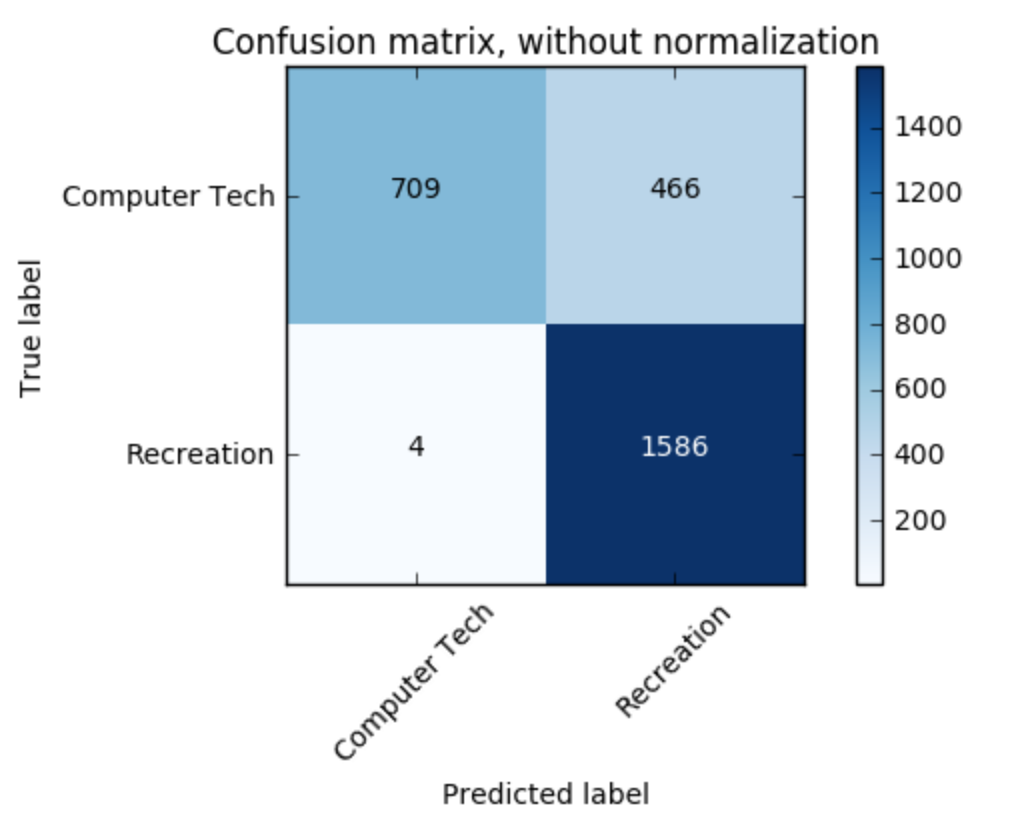 Confusion matrix, without normalization
Computer Tech
709
466
Recreation
4
1586
True label
Computer Tech
Recreation
Predicted label
1400
1200
1000
800
600
400
200